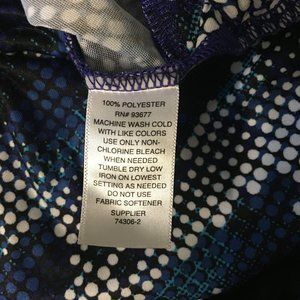 100% POLYESTER
RN# 93677
MACHINE WASH COLD
WITH LIKE COLORS
USE ONLY NON-
CHLORINE BLEACH
WHEN NEEDED
TUMBLE DRY LOW
IRON ON LOWEST
SETTING AS NEEDED
DO NOT USE
FABRIC SOFTENER
SUPPLIER
74306-2